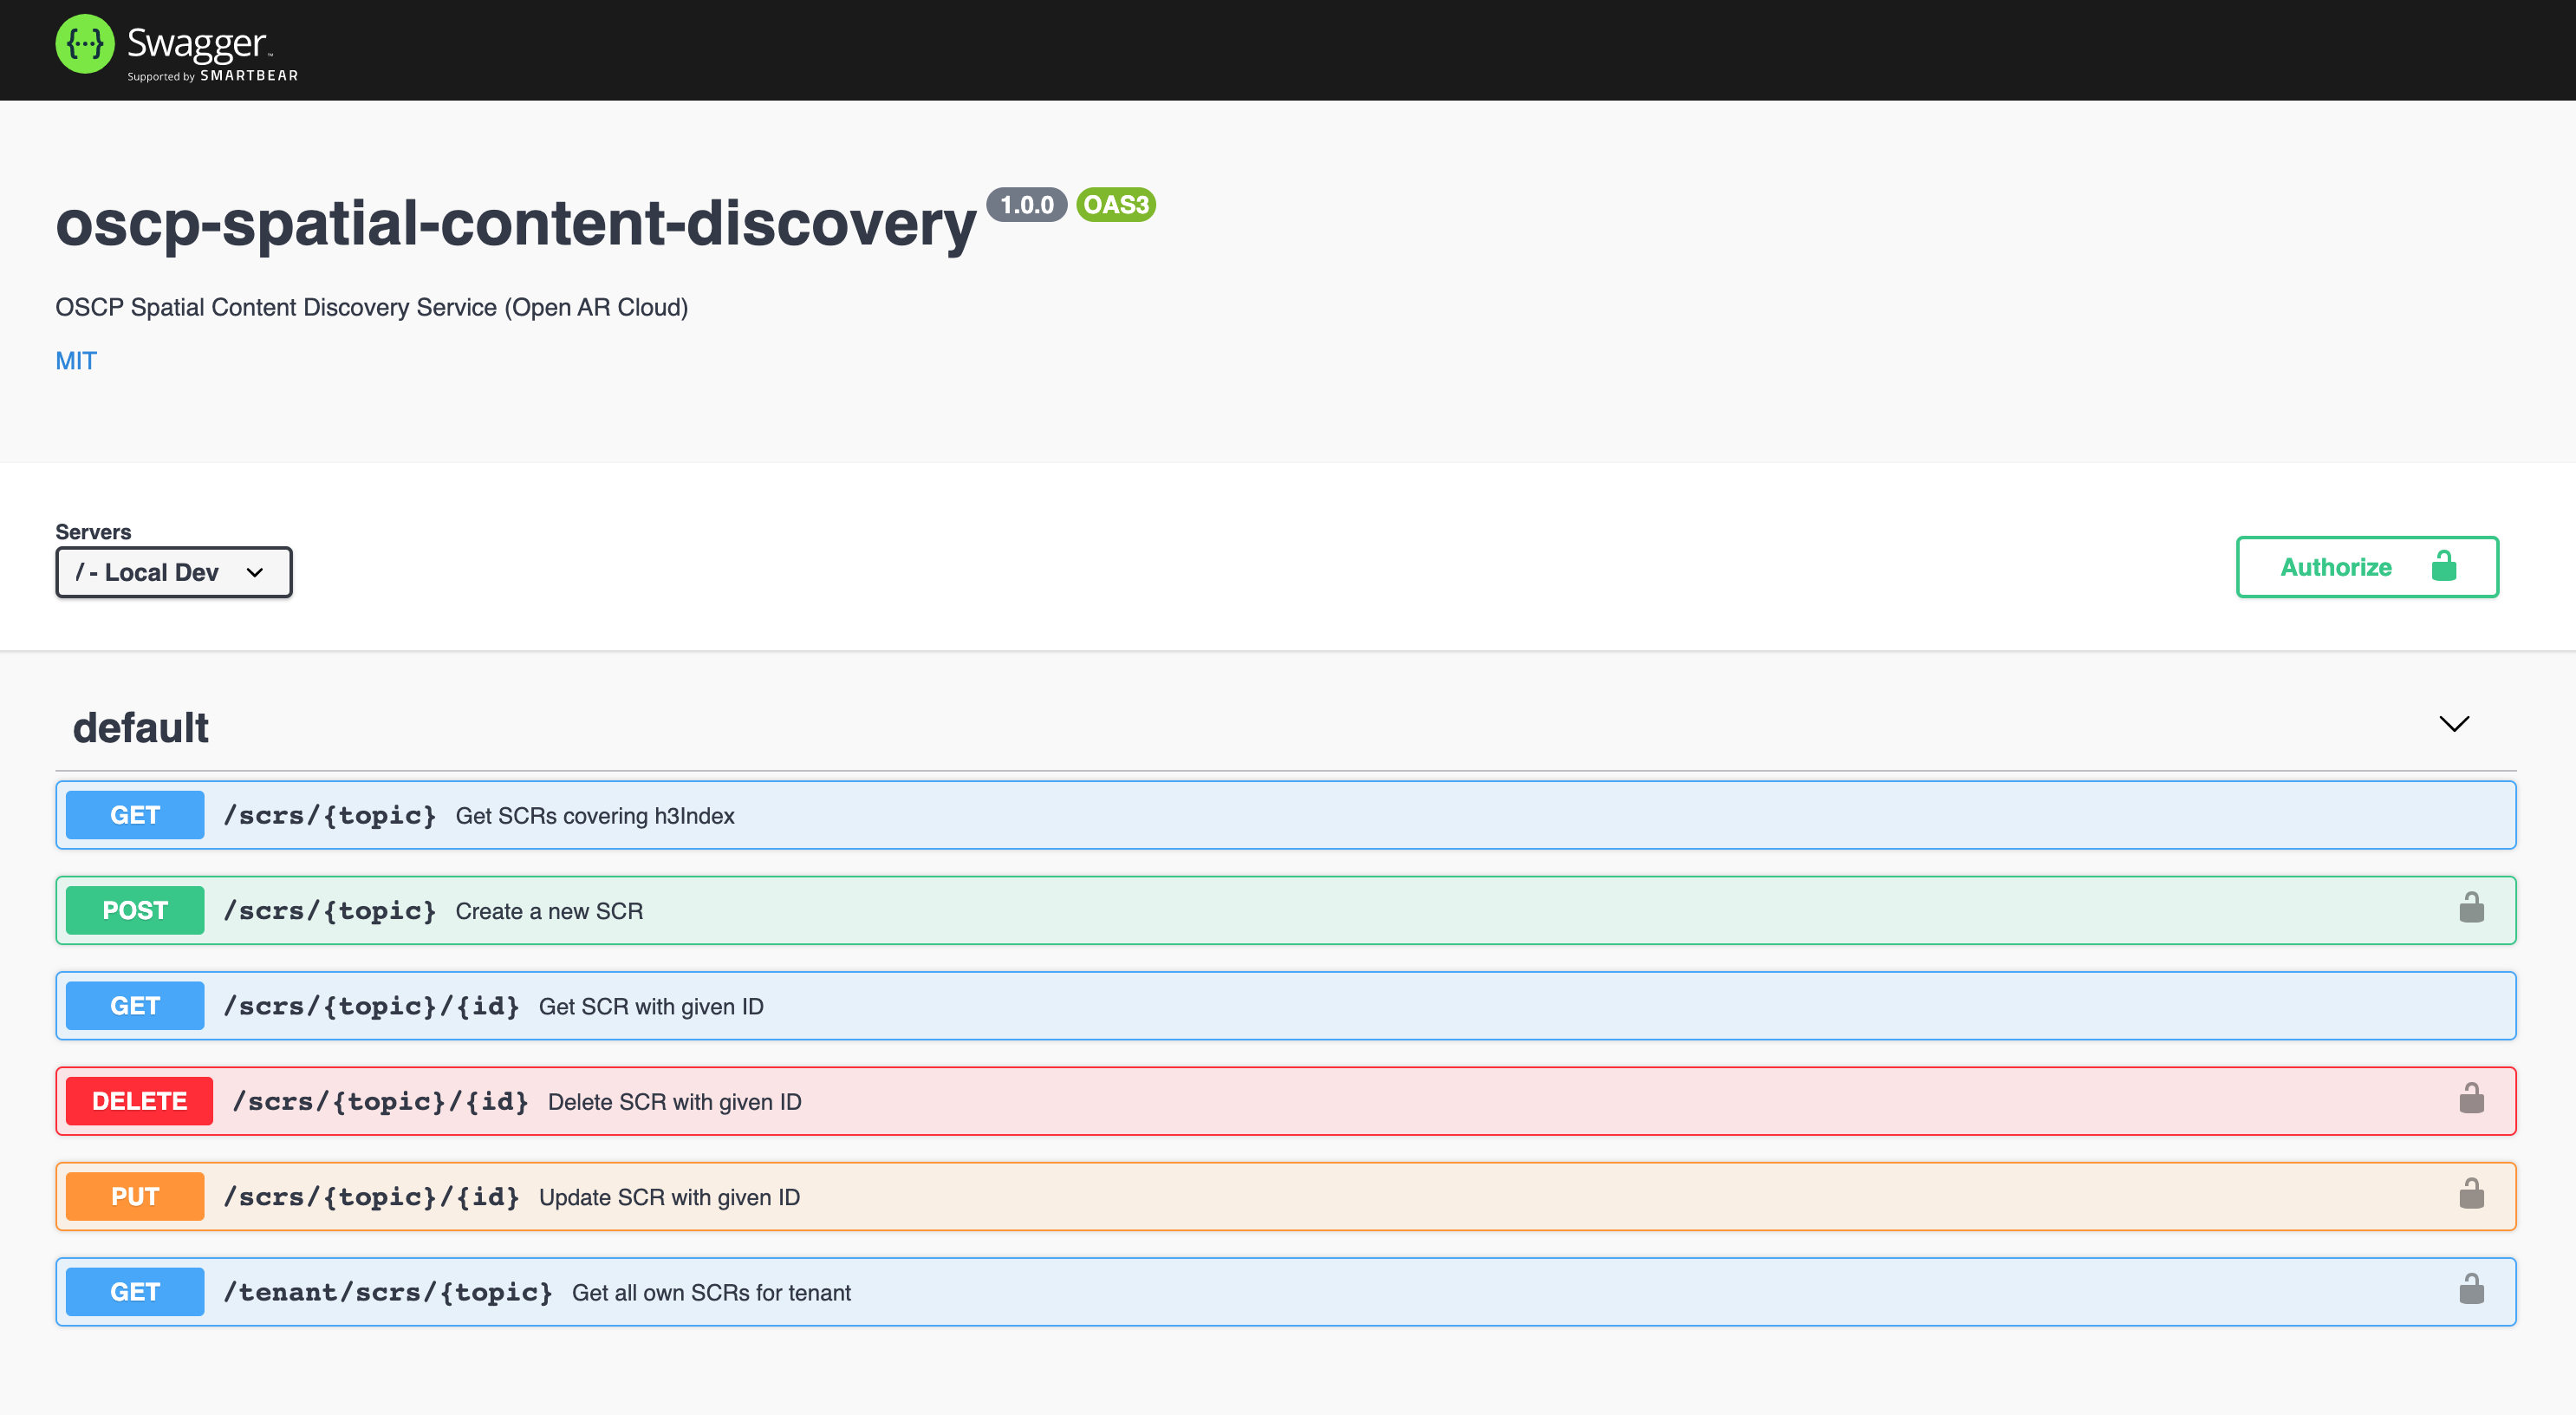 {···} Swagger™
Supported by SMARTBEAR
oscp-spatial-content-discovery 1.0.0 OAS3
OSCP Spatial Content Discovery Service (Open AR Cloud)
MIT
Servers
/ - Local Dev
Authorize
default
GET /scrs/{topic} Get SCRs covering h3Index
POST /scrs/{topic} Create a new SCR
GET /scrs/{topic}/{id} Get SCR with given ID
DELETE /scrs/{topic}/{id} Delete SCR with given ID
PUT /scrs/{topic}/{id} Update SCR with given ID
GET /tenant/scrs/{topic} Get all own SCRs for tenant